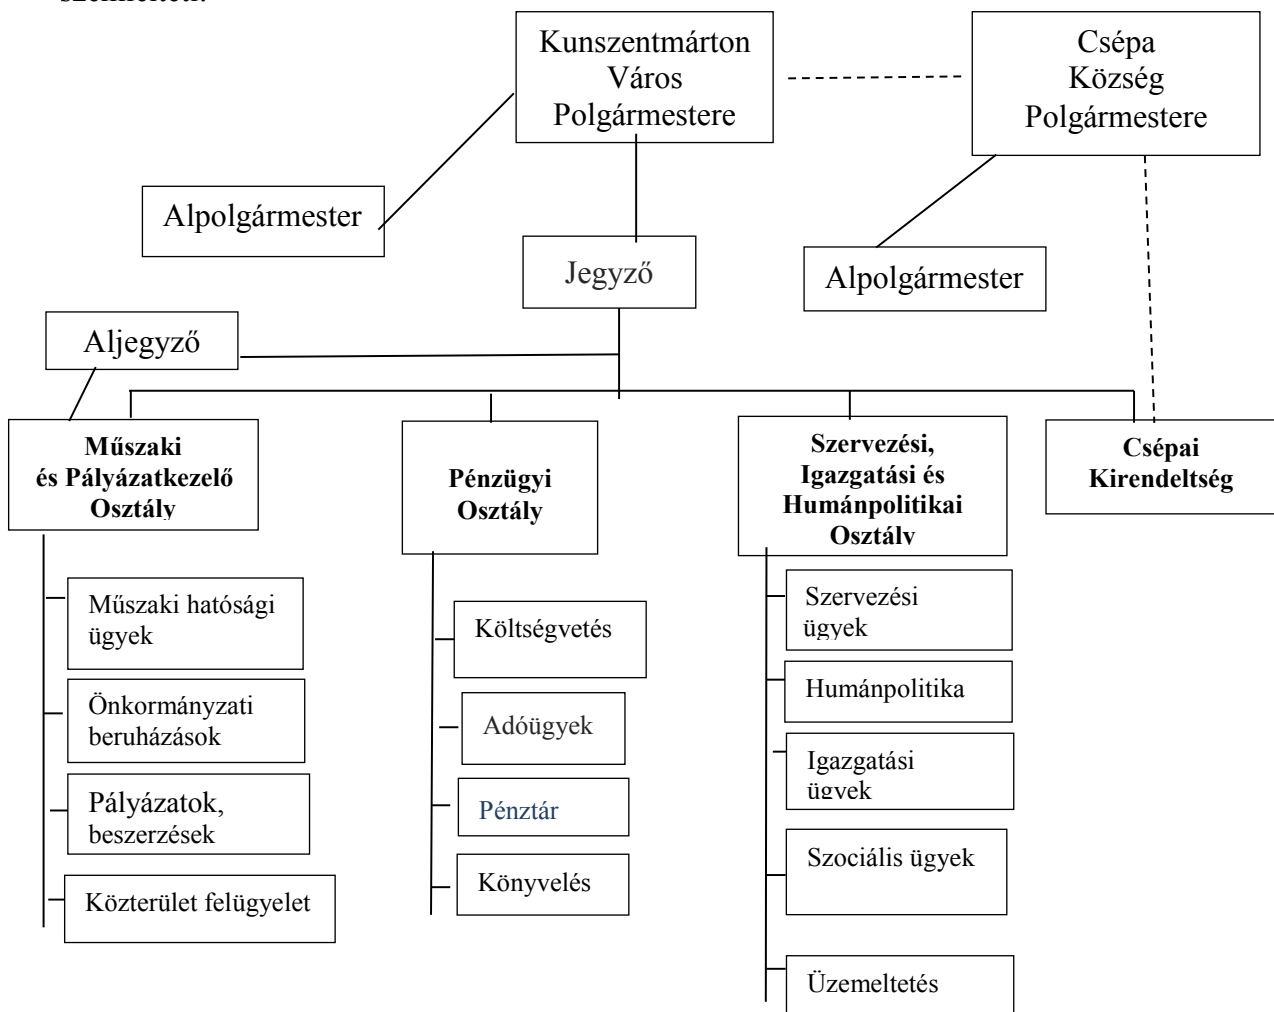 szemlélteti.
Kunszentmárton
Város
Polgármestere
Csépa
Község
Polgármestere
Alpolgármester
Jegyző
Alpolgármester
Aljegyző
Műszaki
és Pályázatkezelő
Osztály
Pénzügyi
Osztály
Szervezési,
Igazgatási és
Humánpolitikai
Osztály
Csépai
Kirendeltség
Műszaki hatósági
ügyek
Önkormányzati
beruházások
Pályázatok,
beszerzések
Közterület felügyelet
Költségvetés
Adóügyek
Pénztár
Könyvelés
Szervezési
ügyek
Humánpolitika
Igazgatási
ügyek
Szociális ügyek
Üzemeltetés